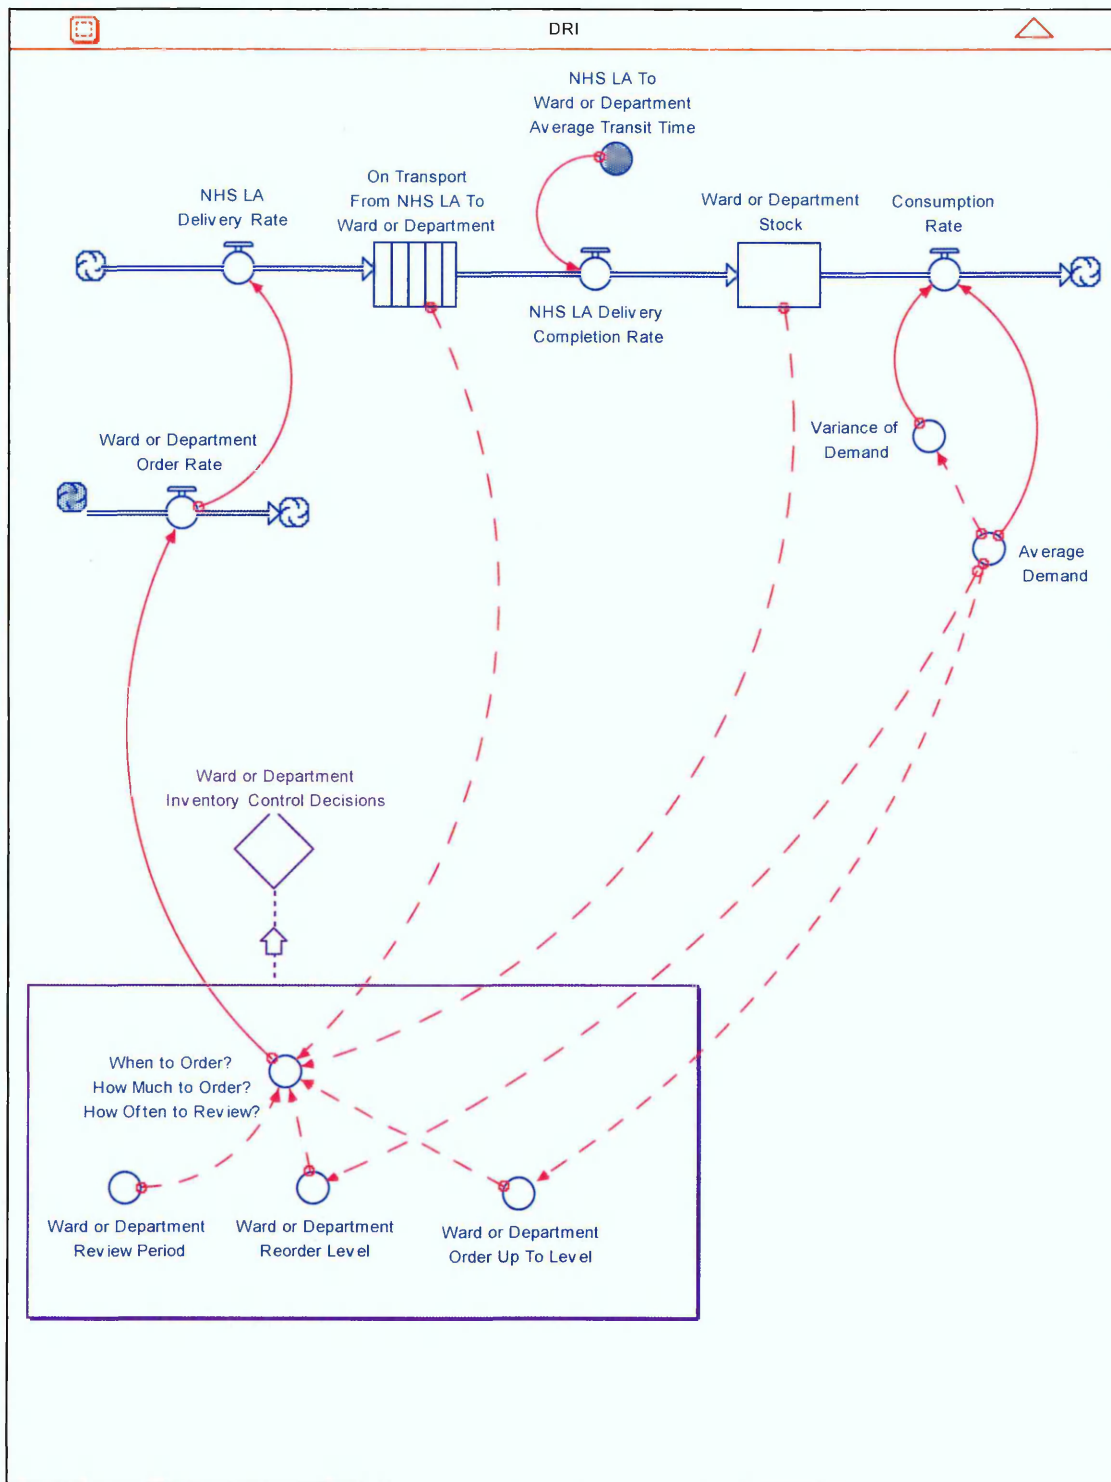 DRI
NHS LA To
Ward or Department
Average Transit Time
On Transport
From NHS LA To
Ward or Department
NHS LA
Delivery Rate
Ward or Department
Stock
Consumption
Rate
NHS LA Delivery
Completion Rate
Variance of
Demand
Ward or Department
Order Rate
Average
Demand
Ward or Department
Inventory Control Decisions
When to Order?
How Much to Order?
How Often to Review?
Ward or Department
Review Period
Ward or Department
Reorder Level
Ward or Department
Order Up To Level